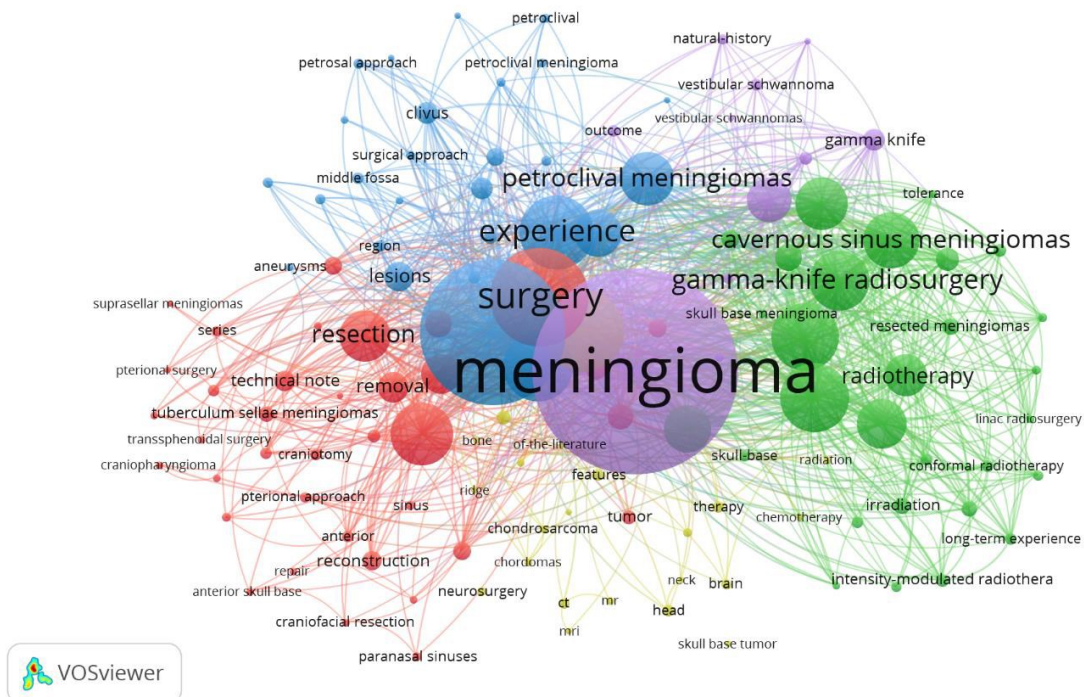 petroclival
natural-history
petrosal approach
petroclival meningioma
vestibular schwannoma
clivus
vestibular schwannomas
outcome
gamma knife
surgical approach
middle fossa
petroclival meningiomas
tolerance
experience
cavernous sinus meningiomas
region
aneurysms
lesions
gamma-knife radiosurgery
surgery
suprasellar meningiomas
skull base meningioma
series
resection
resected meningiomas
pterional surgery
meningioma
technical note
removal
radiotherapy
tuberculum sellae meningiomas
linac radiosurgery
transsphenoidal surgery
bone
of-the-literature
craniotomy
skull-base
radiation
craniopharyngioma
conformal radiotherapy
features
ridge
pterional approach
sinus
therapy
irradiation
tumor
chemotherapy
chondrosarcoma
anterior
long-term experience
reconstruction
chordomas
repair
neck
brain
intensity-modulated radiothera
anterior skull base
neurosurgery
ct
mr
head
craniofacial resection
mri
skull base tumor
paranasal sinuses
VOSviewer